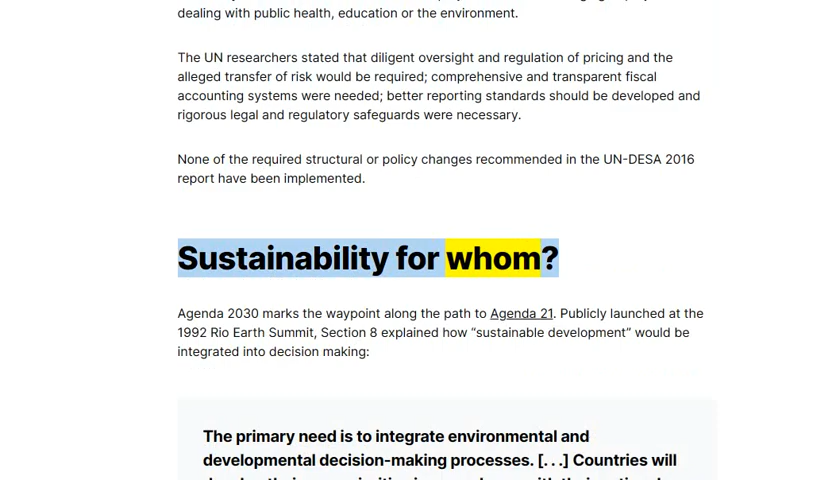 dealing with public health, education or the environment.
The UN researchers stated that diligent oversight and regulation of pricing and the
alleged transfer of risk would be required; comprehensive and transparent fiscal
accounting systems were needed; better reporting standards should be developed and
rigorous legal and regulatory safeguards were necessary.
None of the required structural or policy changes recommended in the UN-DESA 2016
report have been implemented.
Sustainability for whom?
Agenda 2030 marks the waypoint along the path to Agenda 21. Publicly launched at the
1992 Rio Earth Summit, Section 8 explained how “sustainable development” would be
integrated into decision making:
The primary need is to integrate environmental and
developmental decision-making processes. [. . .] Countries will